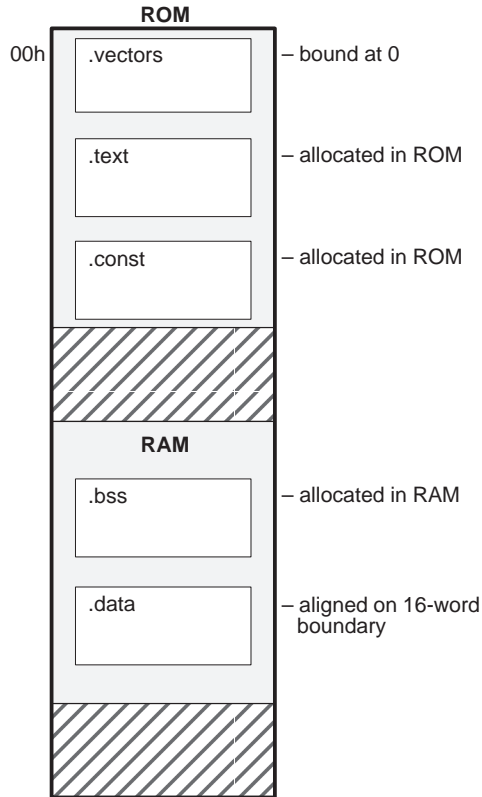 ROM
00h
.vectors
– bound at 0
.text
– allocated in ROM
.const
– allocated in ROM
RAM
.bss
– allocated in RAM
.data
– aligned on 16-word
boundary